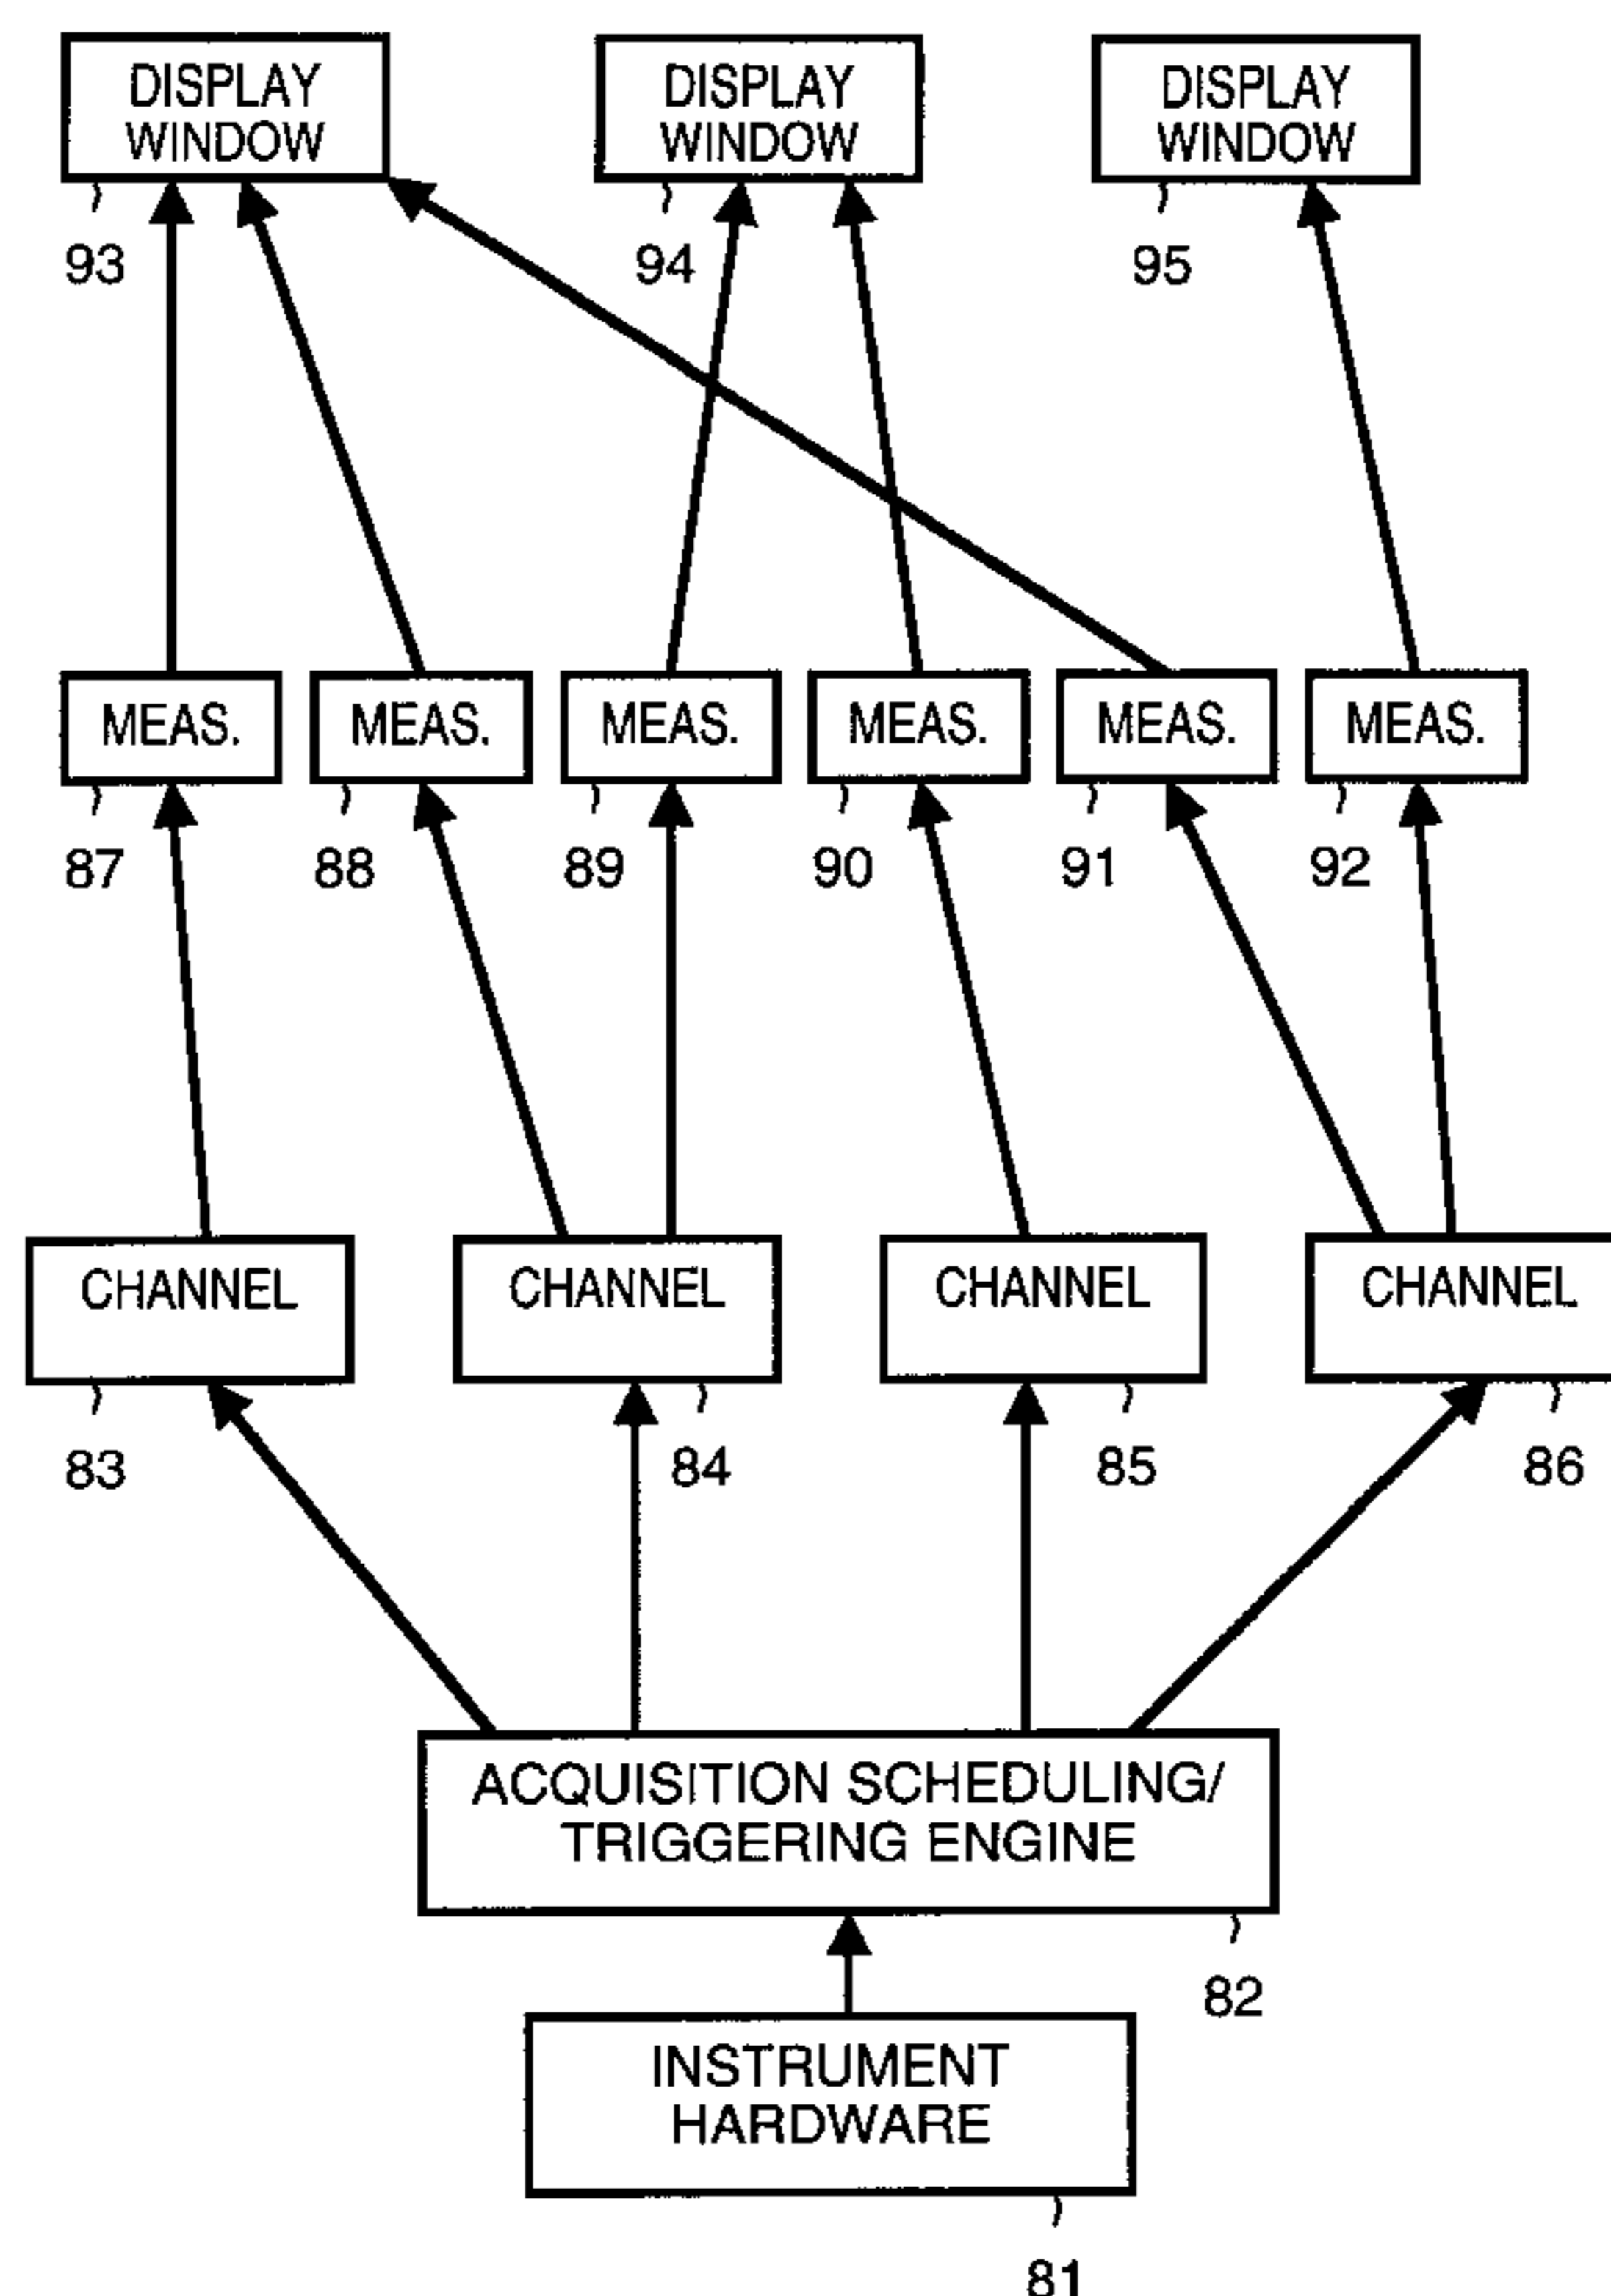 DISPLAY
WINDOW
DISPLAY
WINDOW
DISPLAY
WINDOW
93
94
95
MEAS.
MEAS.
MEAS.
MEAS.
MEAS.
MEAS.
87
88
89
90
91
92
CHANNEL
CHANNEL
CHANNEL
CHANNEL
83
84
85
86
ACQUISITION SCHEDULING/
TRIGGERING ENGINE
82
INSTRUMENT
HARDWARE
81